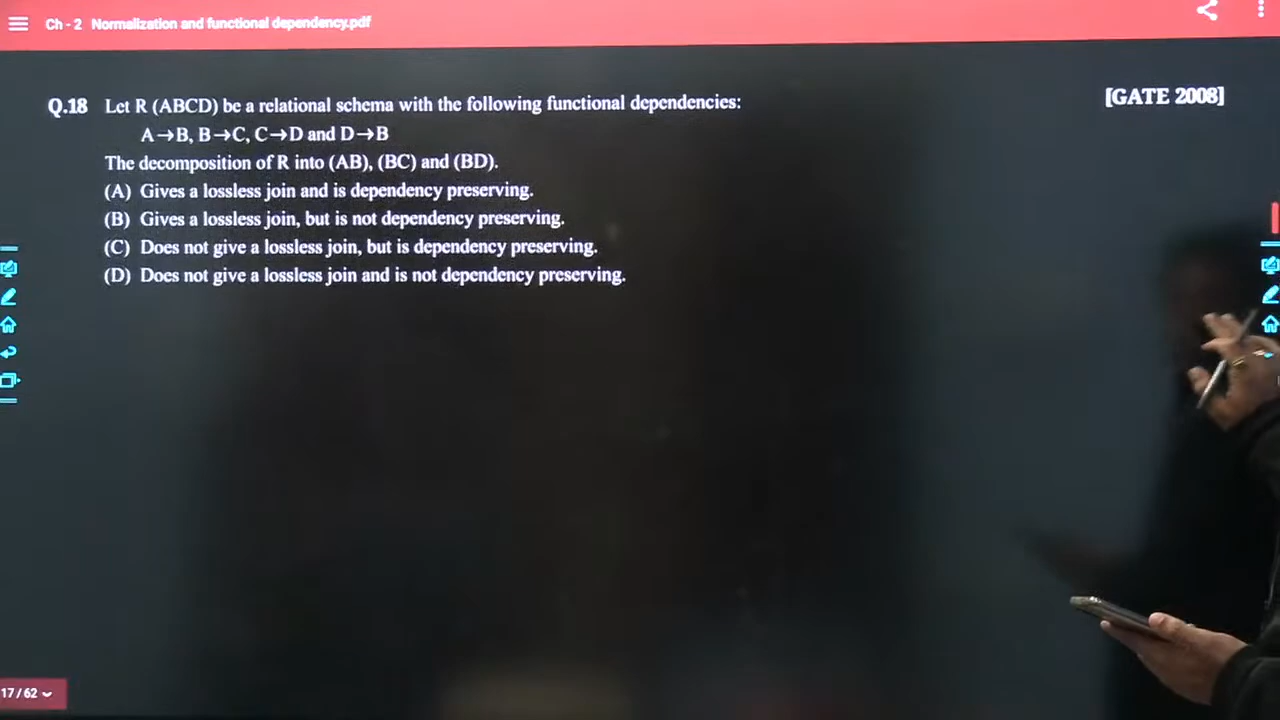 Ch - 2 Normalization and functional dependency.pdf
Q.18 Let R (ABCD) be a relational schema with the following functional dependencies: [GATE 2008]
A→B, B→C, C→D and D→B
The decomposition of R into (AB), (BC) and (BD).
(A) Gives a lossless join and is dependency preserving.
(B) Gives a lossless join, but is not dependency preserving.
(C) Does not give a lossless join, but is dependency preserving.
(D) Does not give a lossless join and is not dependency preserving.
17 / 62